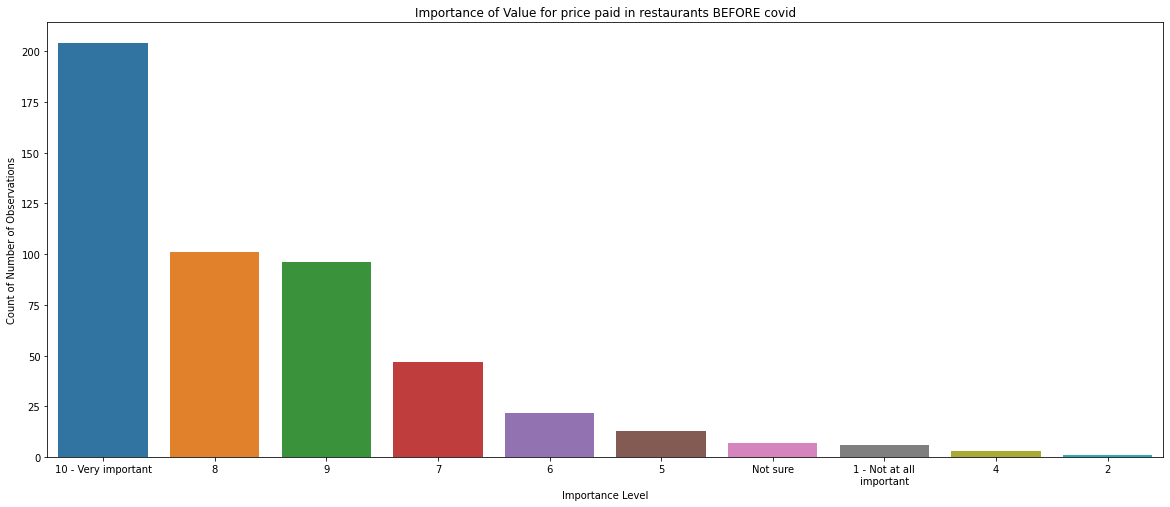 Importance of Value for price paid in restaurants BEFORE covid
Count of Number of Observations
200
175
150
125
100
75
50
25
0
10 - Very important
8
9
7
6
5
Not sure
1 - Not at all
important
4
2
Importance Level